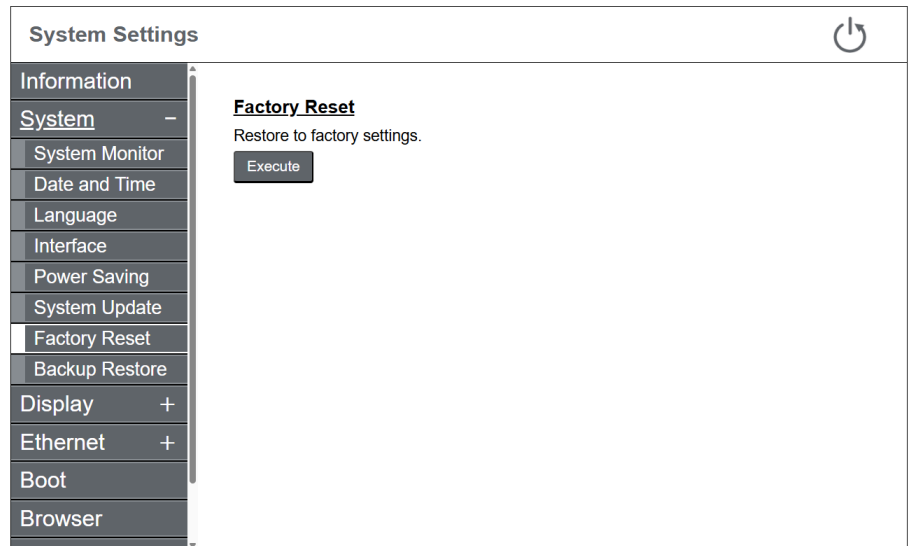 System Settings
Information
System −
System Monitor
Date and Time
Language
Interface
Power Saving
System Update
Factory Reset
Backup Restore
Display +
Ethernet +
Boot
Browser
Factory Reset
Restore to factory settings.
Execute